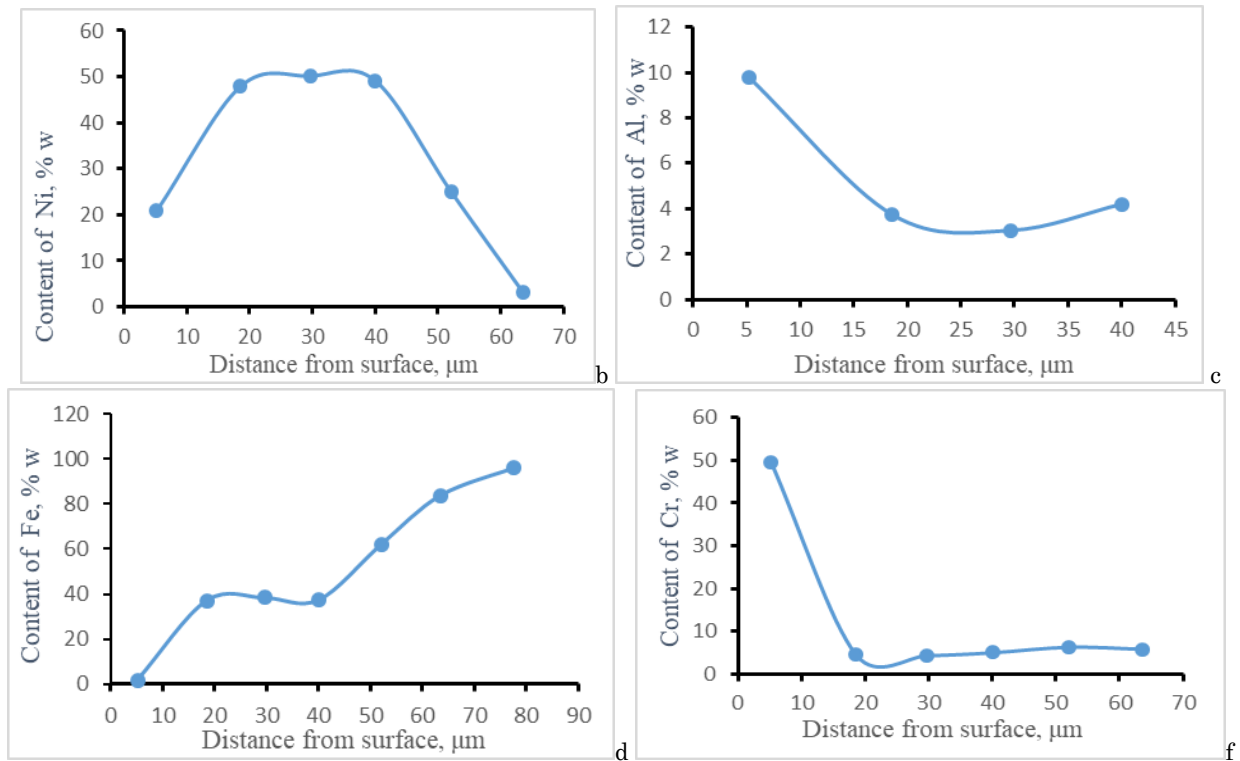 60
50
40
30
20
10
0
0 10 20 30 40 50 60 70
Content of Ni, % w
Distance from surface, μm
b
12
10
8
6
4
2
0
0 5 10 15 20 25 30 35 40 45
Content of Al, % w
Distance from surface, μm
c
120
100
80
60
40
20
0
0 10 20 30 40 50 60 70 80 90
Content of Fe, % w
Distance from surface, μm
d
60
50
40
30
20
10
0
0 10 20 30 40 50 60 70
Content of Cr, % w
Distance from surface, μm
f